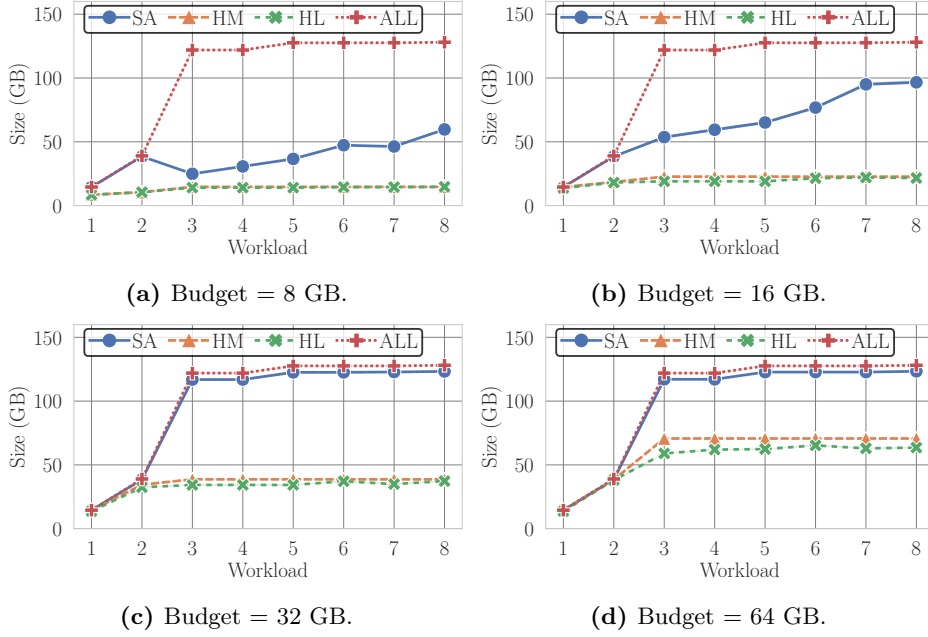 SA HM HL ALL
150
100
50
0
Size (GB)
1 2 3 4 5 6 7 8
Workload
(a) Budget = 8 GB.
SA HM HL ALL
150
100
50
0
Size (GB)
1 2 3 4 5 6 7 8
Workload
(b) Budget = 16 GB.
SA HM HL ALL
150
100
50
0
Size (GB)
1 2 3 4 5 6 7 8
Workload
(c) Budget = 32 GB.
SA HM HL ALL
150
100
50
0
Size (GB)
1 2 3 4 5 6 7 8
Workload
(d) Budget = 64 GB.